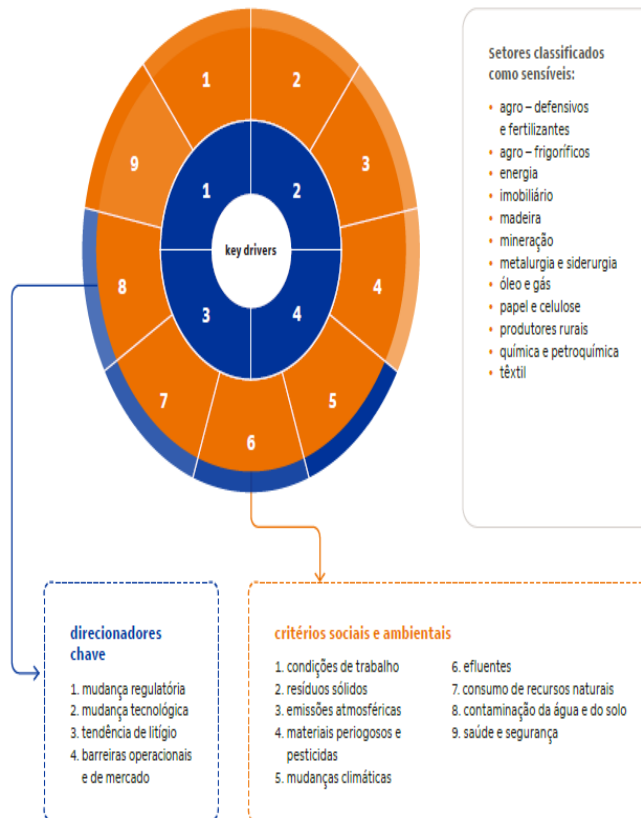 1
2
3
4
5
6
7
8
9
1
2
3
4
key drivers
Setores classificados
como sensíveis:
• agro – defensivos
e fertilizantes
• agro – frigoríficos
• energia
• imobiliário
• madeira
• mineração
• metalurgia e siderurgia
• óleo e gás
• papel e celulose
• produtores rurais
• química e petroquímica
• têxtil
direcionadores
chave
1. mudança regulatória
2. mudança tecnológica
3. tendência de litígio
4. barreiras operacionais
e de mercado
critérios sociais e ambientais
1. condições de trabalho
2. resíduos sólidos
3. emissões atmosféricas
4. materiais periogosos e
pesticidas
5. mudanças climáticas
6. efluentes
7. consumo de recursos naturais
8. contaminação da água e do solo
9. saúde e segurança